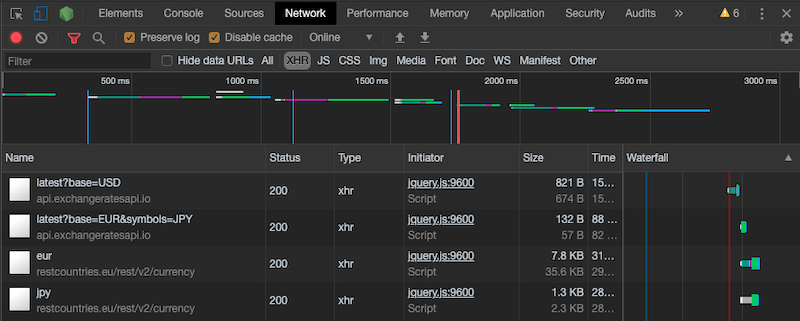 Elements Console Sources Network Performance Memory Application Security » 6
Preserve log Disable cache Online
Filter Hide data URLs All XHR JS CSS Img Media Font Doc WS Manifest Other
500 ms 1000 ms 1500 ms 2000 ms 2500 ms 3000 ms
Name Status Type Initiator Size Time Waterfall
latest?base=USD 200 xhr jquery.js:9600 821 B 15...
api.exchangeratesapi.io Script 674 B 15...
latest?base=EUR&symbols=JPY 200 xhr jquery.js:9600 132 B 88 ...
api.exchangeratesapi.io Script 57 B 82 ...
eur 200 xhr jquery.js:9600 7.8 KB 31...
restcountries.eu/rest/v2/currency Script 35.6 KB 29...
jpy 200 xhr jquery.js:9600 1.3 KB 28...
restcountries.eu/rest/v2/currency Script 2.3 KB 28...